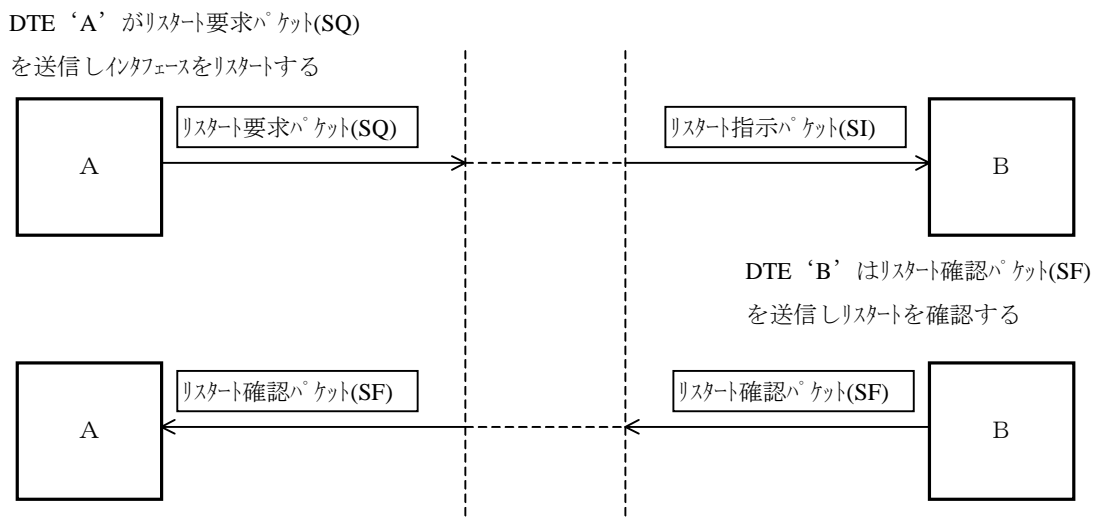 DTE ‘A’ がﾘｽﾀｰﾄ要求ﾊﾟｹｯﾄ(SQ)
を送信しｲﾝﾀﾌｪｰｽをﾘｽﾀｰﾄする
ﾘｽﾀｰﾄ要求ﾊﾟｹｯﾄ(SQ)
ﾘｽﾀｰﾄ指示ﾊﾟｹｯﾄ(SI)
A
B
DTE ‘B’ はﾘｽﾀｰﾄ確認ﾊﾟｹｯﾄ(SF)
を送信しﾘｽﾀｰﾄを確認する
ﾘｽﾀｰﾄ確認ﾊﾟｹｯﾄ(SF)
ﾘｽﾀｰﾄ確認ﾊﾟｹｯﾄ(SF)
A
B